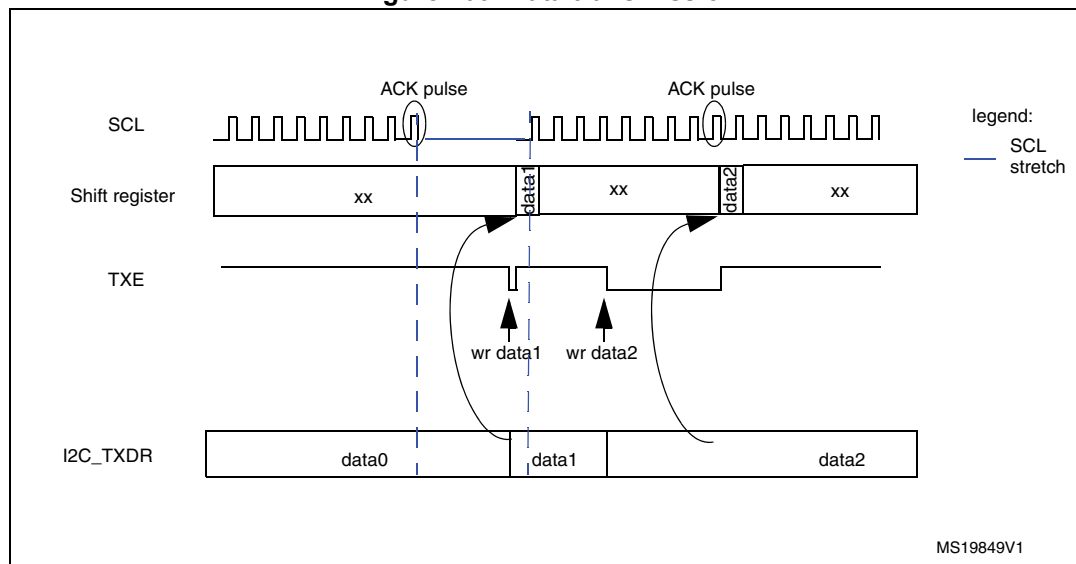 ACK pulse
ACK pulse
SCL
legend:
SCL
stretch
Shift register
xx
data1
xx
data2
xx
TXE
wr data1
wr data2
I2C_TXDR
data0
data1
data2
MS19849V1